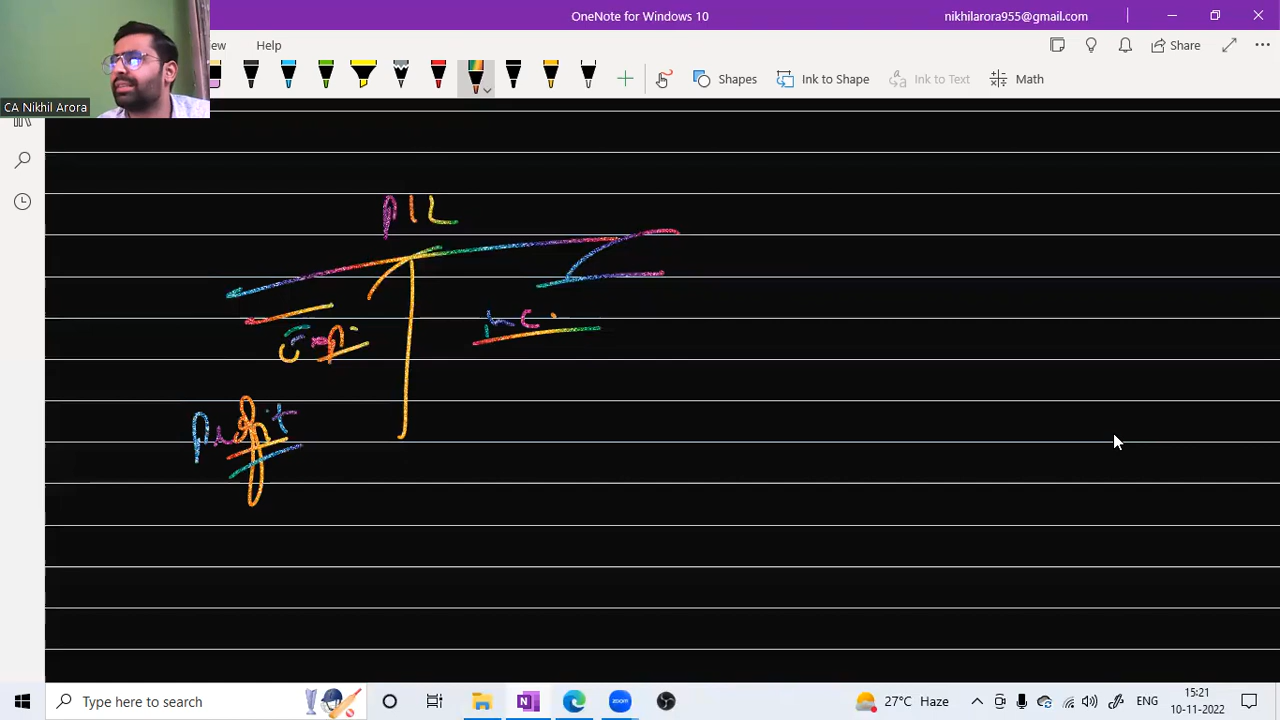 OneNote for Windows 10
nikhilarora955@gmail.com
ew Help
Share
Shapes Ink to Shape Ink to Text Math
CA Nikhil Arora
Profit
Type here to search
27°C Haze
ENG
15:21
10-11-2022